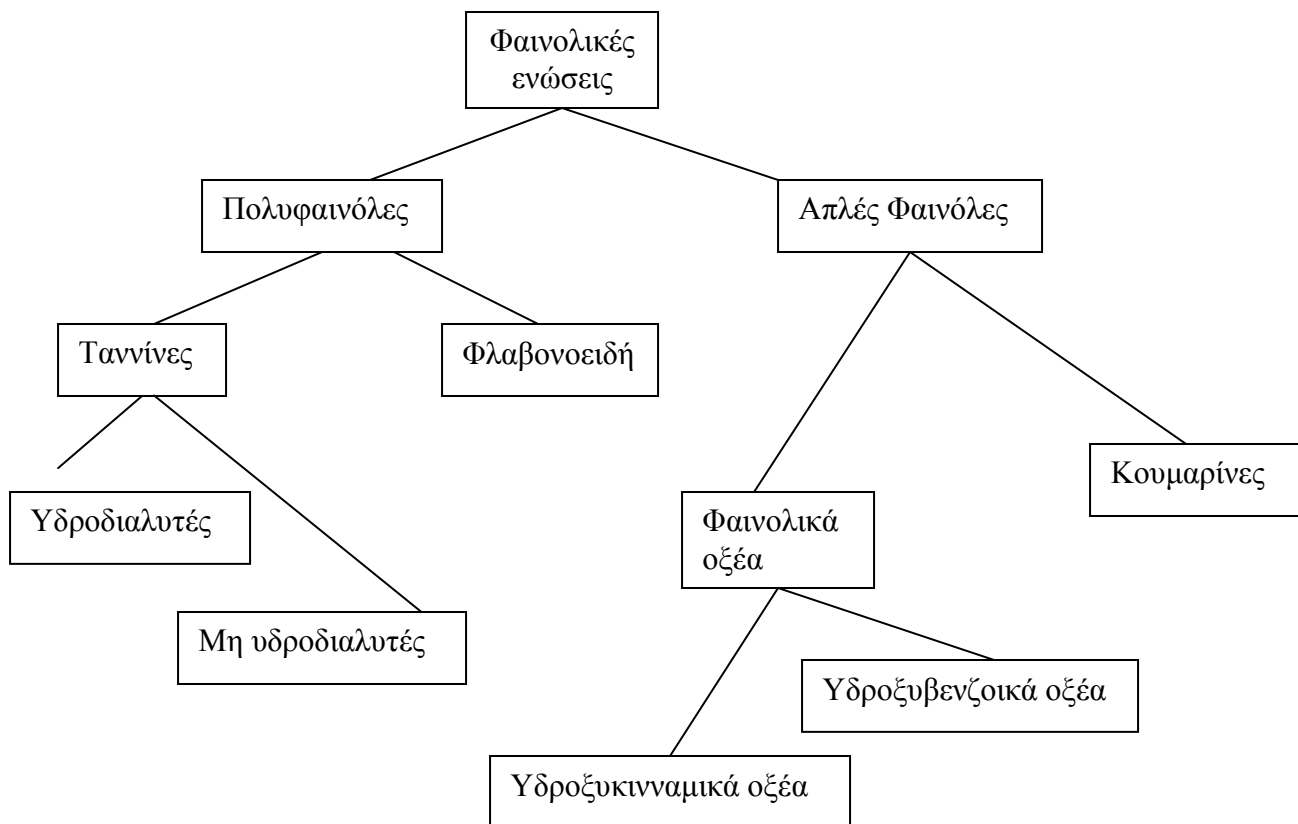 Φαινολικές
ενώσεις
Πολυφαινόλες
Απλές Φαινόλες
Ταννίνες
Φλαβονοειδή
Κουμαρίνες
Υδροδιαλυτές
Φαινολικά
οξέα
Μη υδροδιαλυτές
Υδροξυβενζοικά οξέα
Υδροξυκινναμικά οξέα